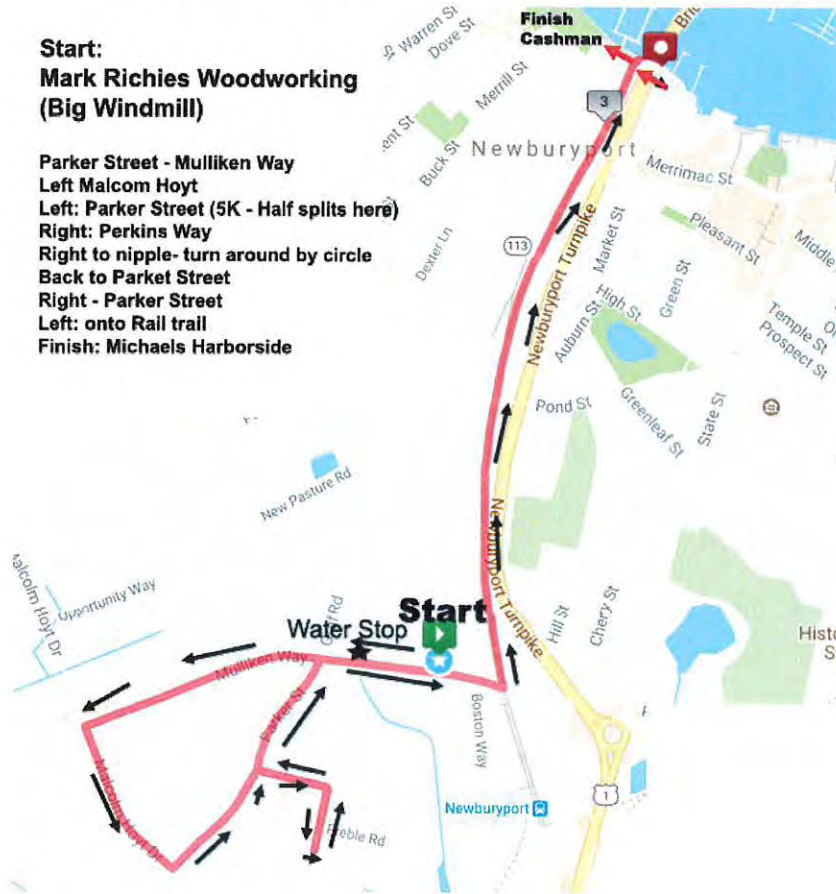 Start:
Mark Richies Woodworking
(Big Windmill)
Parker Street - Mulliken Way
Left Malcom Hoyt
Left: Parker Street (5K - Half splits here)
Right: Perkins Way
Right to nipple- turn around by circle
Back to Parket Street
Right - Parker Street
Left: onto Rail trail
Finish: Michaels Harborside
Finish
Cashman
Warren St
Dove St
Merrill St
Buck St
Newburyport
3
113
Dexter Ln
Merrimac St
Pleasant St
Middle
Market St
Green St
High St
Auburn St
Temple St
Prospect St
Newburyport Turnpike
Pond St
Greenleaf St
State St
New Pasture Rd
Opportunity Way
Malcolm Hoyt Dr
Newburyport Turnpike
Hill St
Chery St
Start
Water Stop
Mulliken Way
Parker St
Boston Way
Malcolm Hoyt Dr
Preble Rd
Newburyport
1